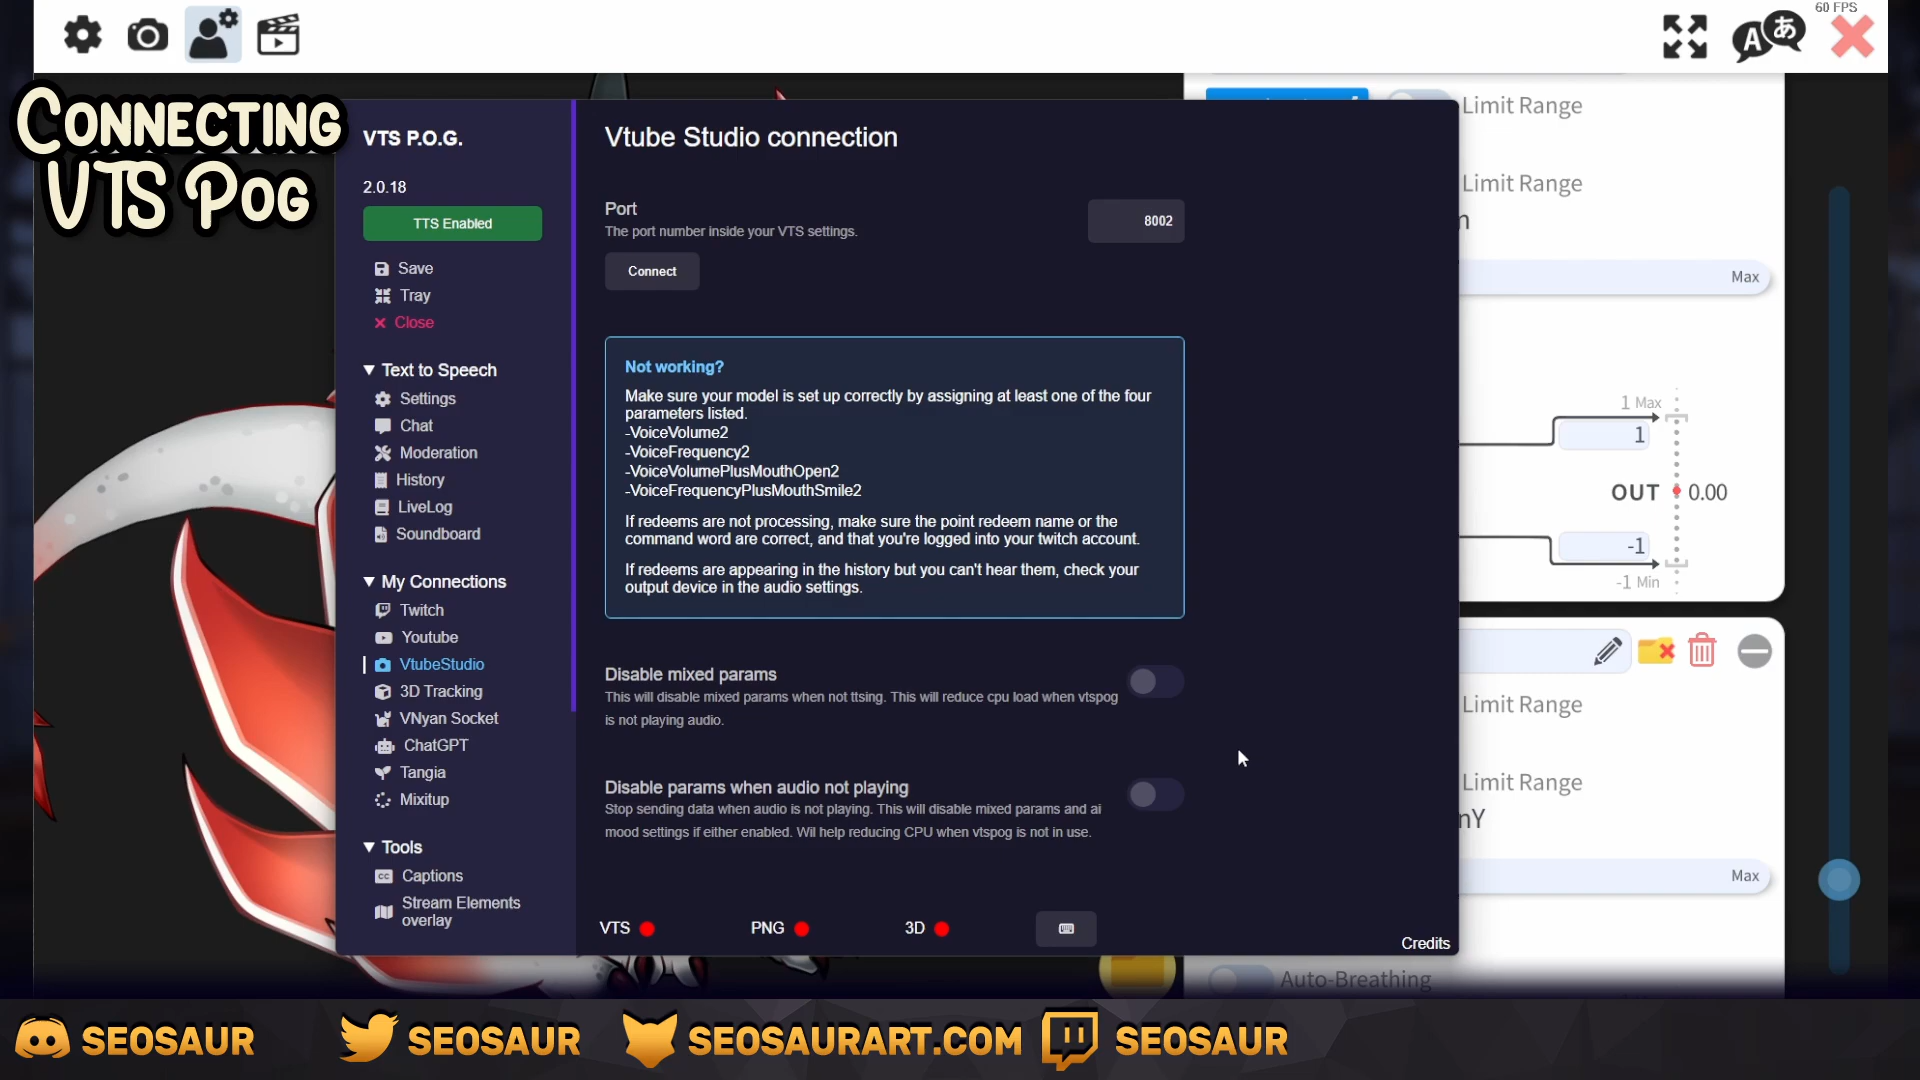 60 FPS
A あ
CONNECTING
VTS POG
VTS P.O.G.
2.0.18
TTS Enabled
Save
Tray
Close
Text to Speech
Settings
Chat
Moderation
History
LiveLog
Soundboard
My Connections
Twitch
Youtube
VtubeStudio
3D Tracking
VNyan Socket
ChatGPT
Tangia
Mixitup
Tools
CC Captions
Stream Elements
overlay
Vtube Studio connection
Port
The port number inside your VTS settings.
8002
Connect
Not working?
Make sure your model is set up correctly by assigning at least one of the four
parameters listed.
-VoiceVolume2
-VoiceFrequency2
-VoiceVolumePlusMouthOpen2
-VoiceFrequencyPlusMouthSmile2
If redeems are not processing, make sure the point redeem name or the
command word are correct, and that you're logged into your twitch account.
If redeems are appearing in the history but you can't hear them, check your
output device in the audio settings.
Disable mixed params
This will disable mixed params when not ttsing. This will reduce cpu load when vtspog
is not playing audio.
Disable params when audio not playing
Stop sending data when audio is not playing. This will disable mixed params and ai
mood settings if either enabled. Wil help reducing CPU when vtspog is not in use.
VTS
PNG
3D
Credits
Limit Range
Limit Range
Max
1 Max
1
OUT 0.00
-1
-1 Min
Limit Range
Limit Range
mY
Max
Auto-Breathing
SEOSAUR
SEOSAUR
SEOSAURART.COM
SEOSAUR